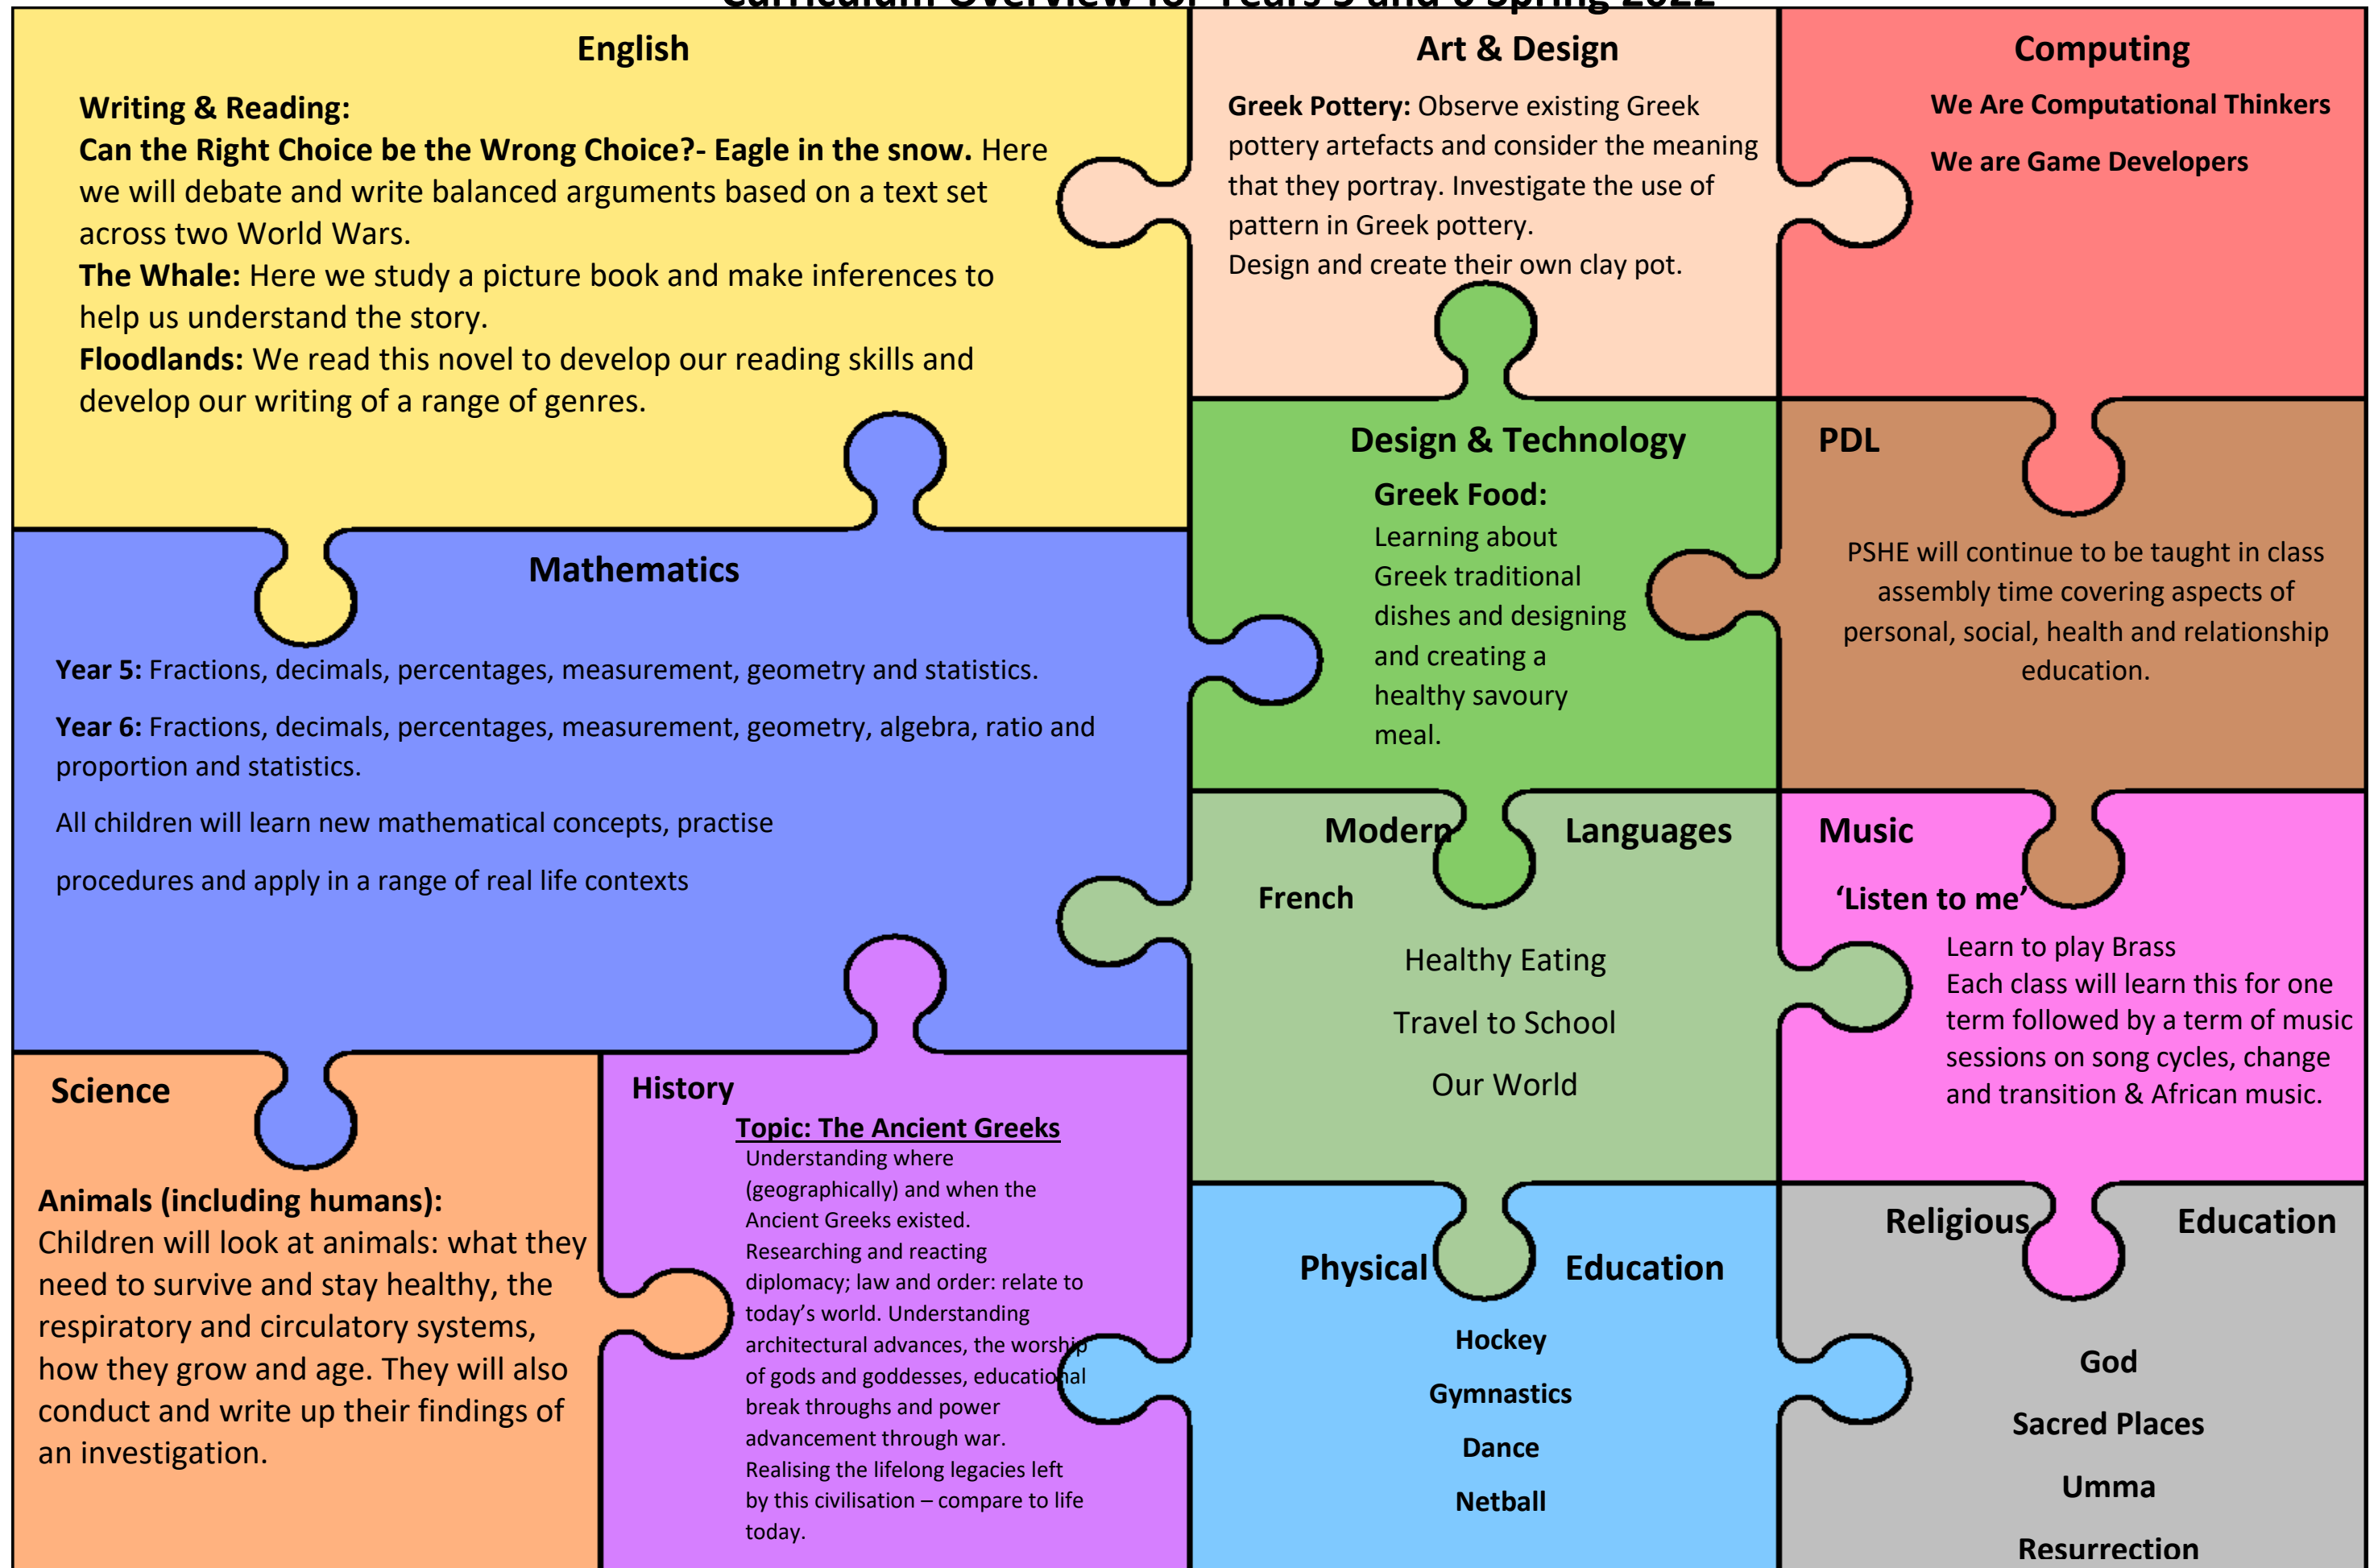 Curriculum Overview for Years 5 and 6 Spring 2022
English
Writing & Reading:
Can the Right Choice be the Wrong Choice?- Eagle in the snow. Here
we will debate and write balanced arguments based on a text set
across two World Wars.
The Whale: Here we study a picture book and make inferences to
help us understand the story.
Floodlands: We read this novel to develop our reading skills and
develop our writing of a range of genres.
Art & Design
Greek Pottery: Observe existing Greek
pottery artefacts and consider the meaning
that they portray. Investigate the use of
pattern in Greek pottery.
Design and create their own clay pot.
Computing
We Are Computational Thinkers
We are Game Developers
Mathematics
Year 5: Fractions, decimals, percentages, measurement, geometry and statistics.
Year 6: Fractions, decimals, percentages, measurement, geometry, algebra, ratio and
proportion and statistics.
All children will learn new mathematical concepts, practise
procedures and apply in a range of real life contexts
Design & Technology
Greek Food:
Learning about
Greek traditional
dishes and designing
and creating a
healthy savoury
meal.
PDL
PSHE will continue to be taught in class
assembly time covering aspects of
personal, social, health and relationship
education.
Modern Languages
French
Healthy Eating
Travel to School
Our World
Music
‘Listen to me’
Learn to play Brass
Each class will learn this for one
term followed by a term of music
sessions on song cycles, change
and transition & African music.
Science
Animals (including humans):
Children will look at animals: what they
need to survive and stay healthy, the
respiratory and circulatory systems,
how they grow and age. They will also
conduct and write up their findings of
an investigation.
History
Topic: The Ancient Greeks
Understanding where
(geographically) and when the
Ancient Greeks existed.
Researching and reacting
diplomacy; law and order: relate to
today’s world. Understanding
architectural advances, the worship
of gods and goddesses, educational
break throughs and power
advancement through war.
Realising the lifelong legacies left
by this civilisation – compare to life
today.
Physical Education
Hockey
Gymnastics
Dance
Netball
Religious Education
God
Sacred Places
Umma
Resurrection